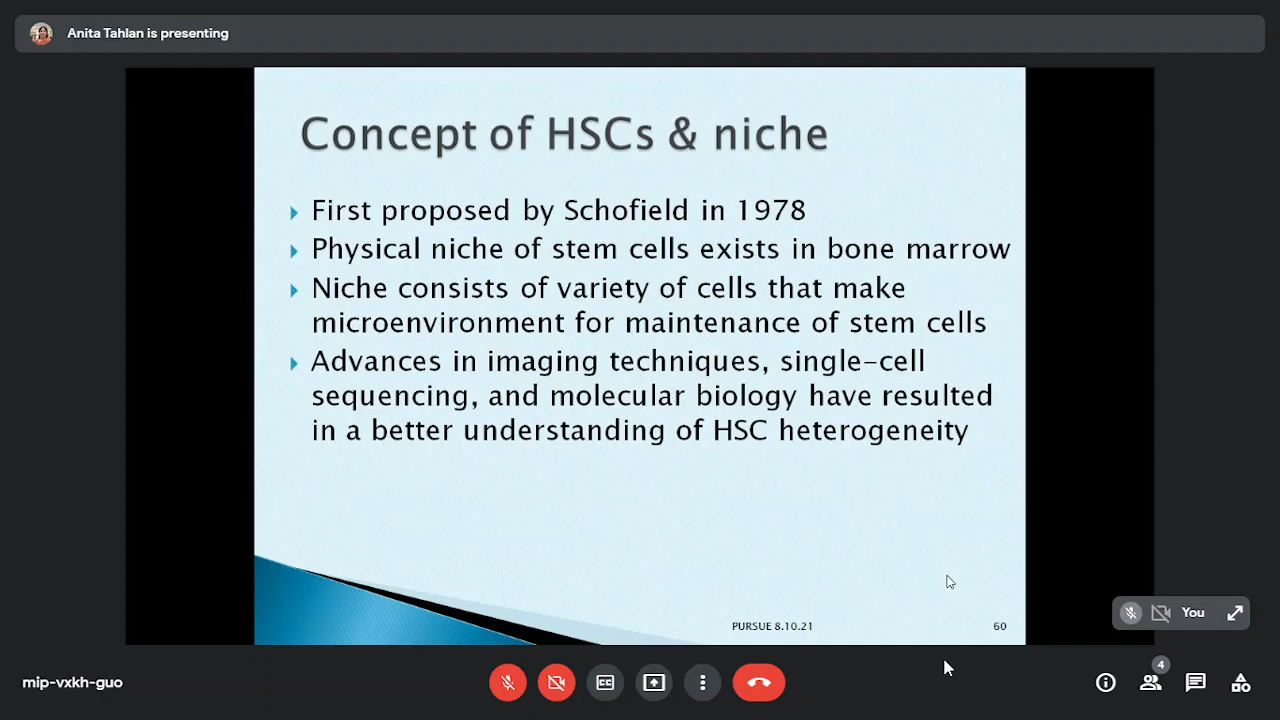 Anita Tahlan is presenting
Concept of HSCs & niche
First proposed by Schofield in 1978
Physical niche of stem cells exists in bone marrow
Niche consists of variety of cells that make
microenvironment for maintenance of stem cells
Advances in imaging techniques, single-cell
sequencing, and molecular biology have resulted
in a better understanding of HSC heterogeneity
PURSUE 8.10.21
60
You
mip-vxkh-guo
CC
4